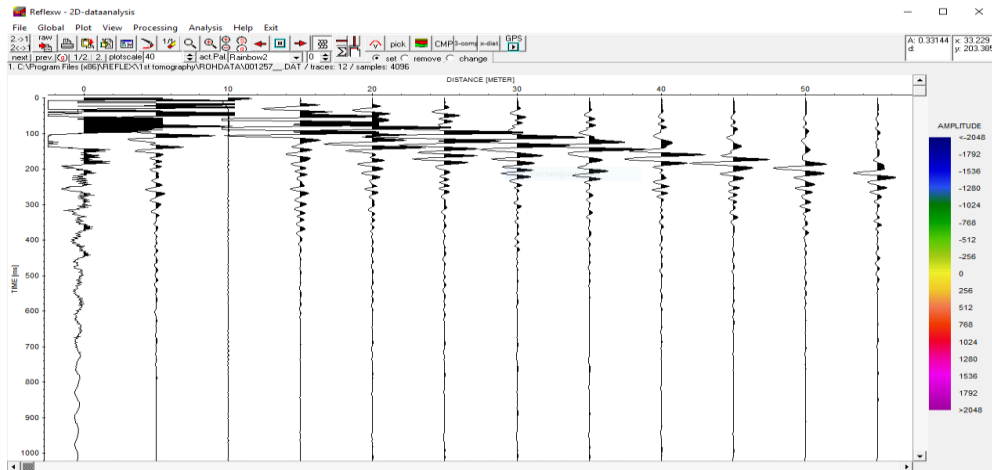 Reflexw - 2D-dataanalysis
File Global Plot View Processing Analysis Help Exit
2.->1 raw pick CMP 3-comp x-dist. GPS
2<->1
next prev. 1/2. 2. plotscale 40 act.Pal. Rainbow2 0 set remove change
A: 0.33144 x: 33.229
d: y: 203.385
1. C:\Program Files (x86)\REFLEX\1st tomography\ROHDATA\001257__.DAT / traces: 12 / samples: 4096
DISTANCE [METER]
0 10 20 30 40 50
TIME [ms]
0
100
200
300
400
500
600
700
800
900
1000
AMPLITUDE
<-2048
-1792
-1536
-1280
-1024
-768
-512
-256
0
256
512
768
1024
1280
1536
1792
>2048